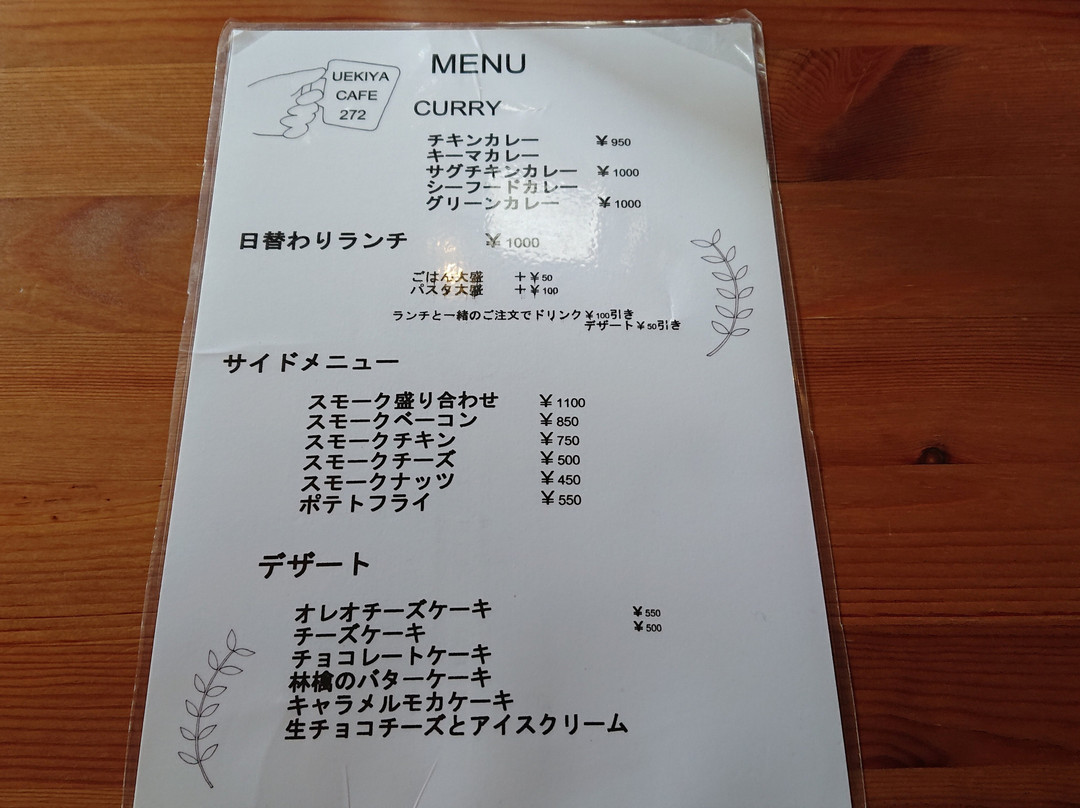 UEKIYA
CAFE
272
MENU
CURRY
チキンカレー ￥950
キーマカレー
サグチキンカレー ￥1000
シーフードカレー
グリーンカレー ￥1000
日替わりランチ ￥1000
ごはん大盛 ＋￥50
パスタ大盛 ＋￥100
ランチと一緒のご注文でドリンク￥100引き
デザート￥50引き
サイドメニュー
スモーク盛り合わせ ￥1100
スモークベーコン ￥850
スモークチキン ￥750
スモークチーズ ￥500
スモークナッツ ￥450
ポテトフライ ￥550
デザート
オレオチーズケーキ ￥550
チーズケーキ ￥500
チョコレートケーキ
林檎のバターケーキ
キャラメルモカケーキ
生チョコチーズとアイスクリーム